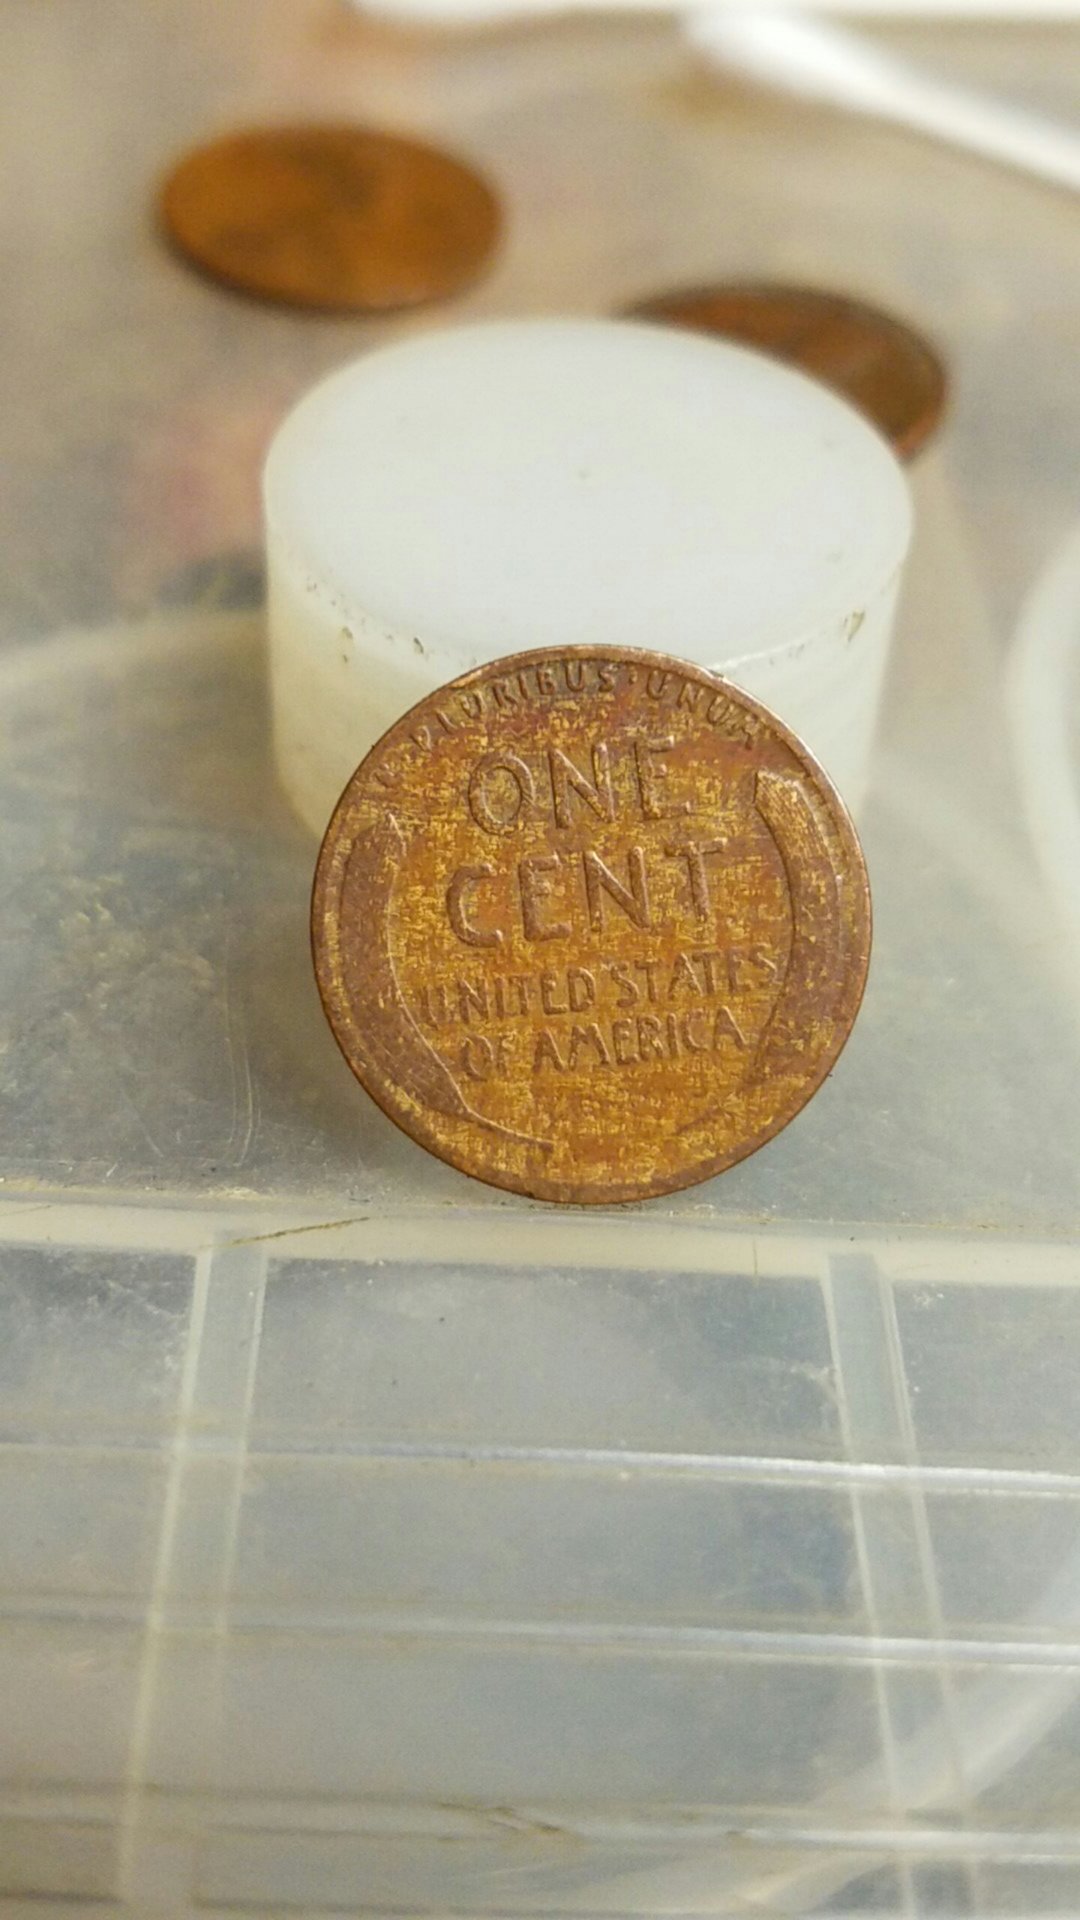 PLURIBUS·UNUM
ONE
CENT
UNITED STATES
OF AMERICA